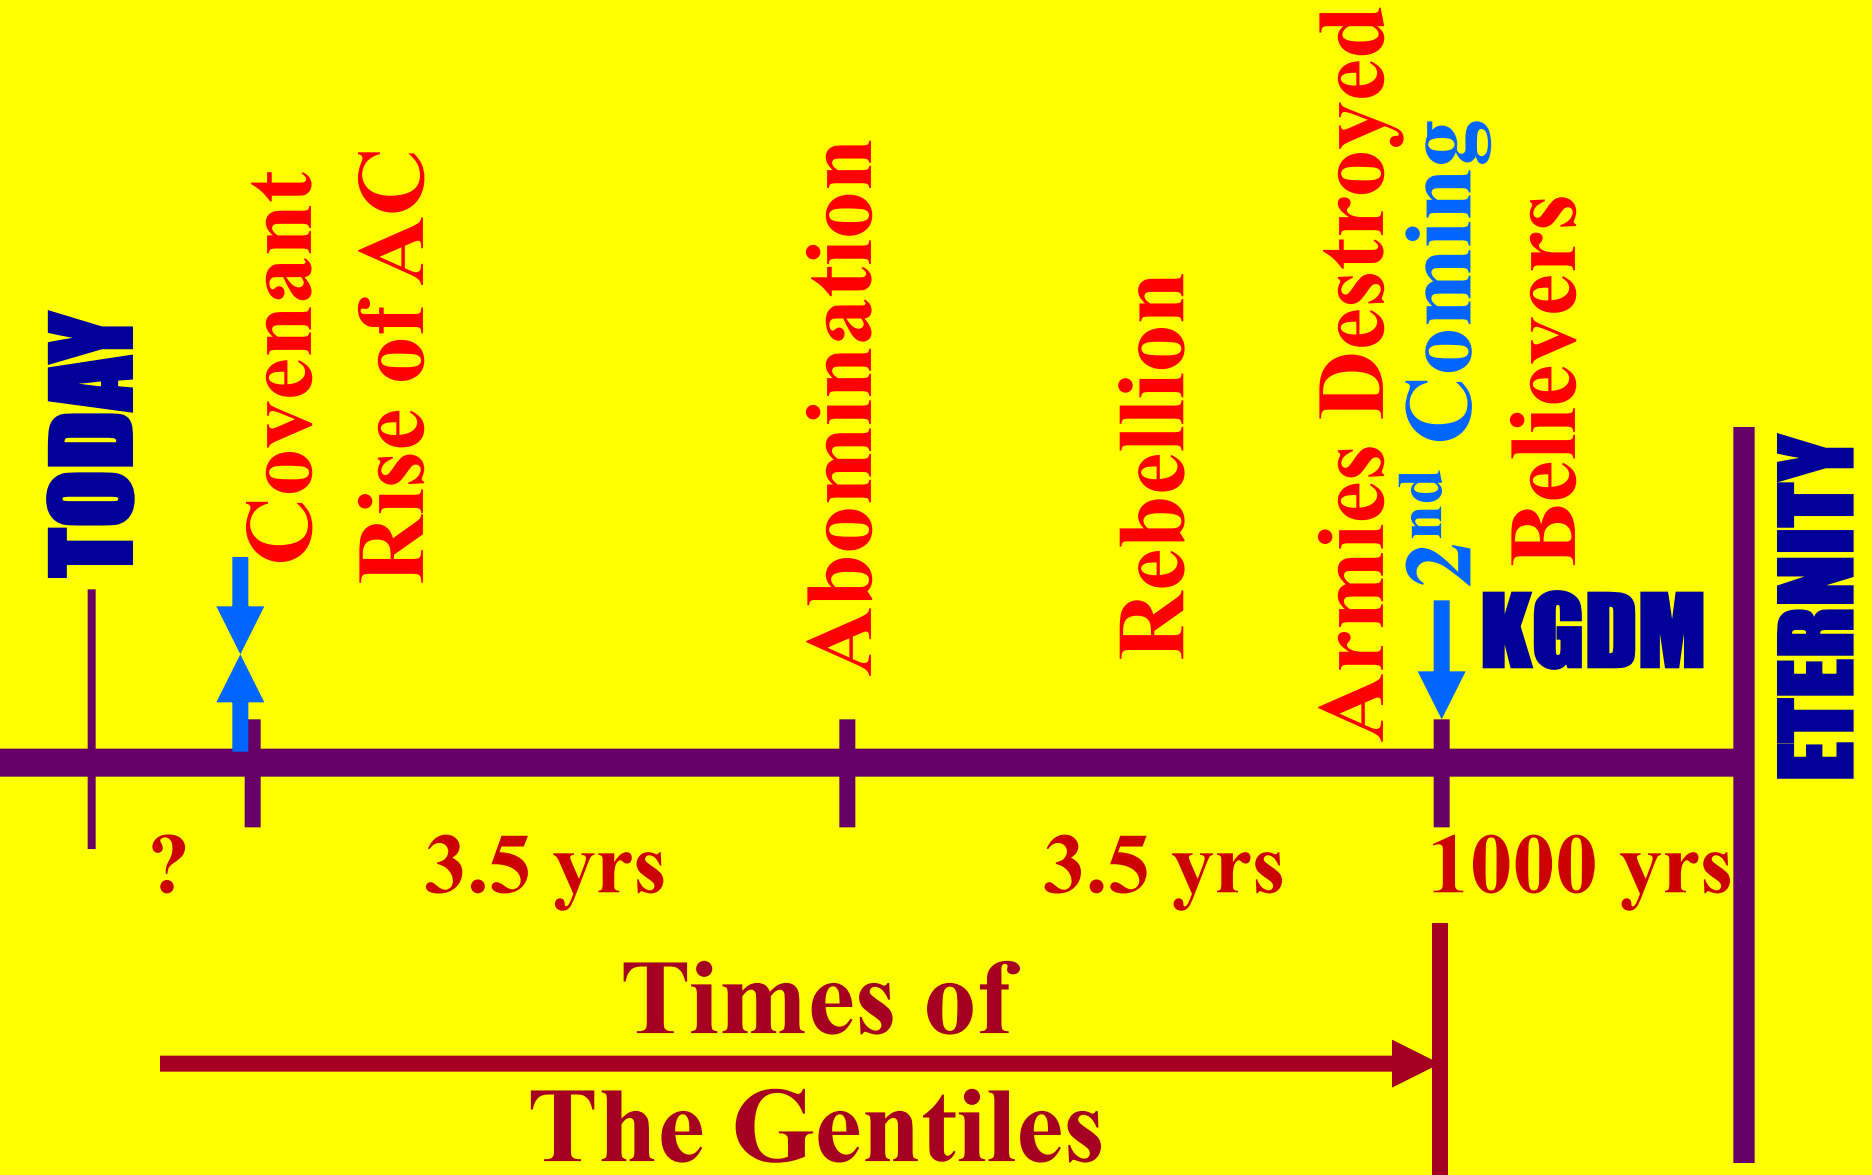 TODAY
Covenant
Rise of AC
Abomination
Rebellion
Armies Destroyed
2nd Coming
Believers
KGDM
ETERNITY
?
3.5 yrs
3.5 yrs
1000 yrs
Times of
The Gentiles